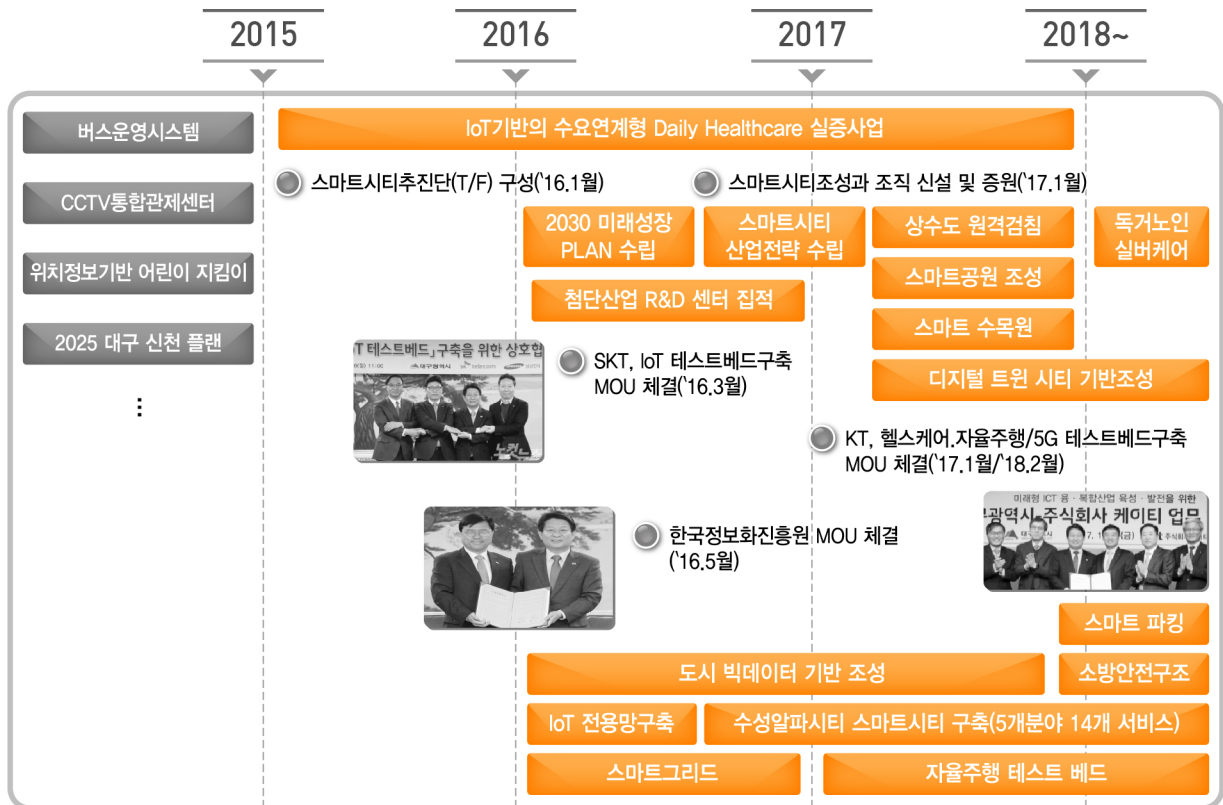 2015
2016
2017
2018~
버스운영시스템
IoT기반의 수요연계형 Daily Healthcare 실증사업
스마트시티추진단(T/F) 구성('16.1월)
스마트시티조성과 조직 신설 및 증원('17.1월)
CCTV통합관제센터
2030 미래성장
PLAN 수립
스마트시티
산업전략 수립
상수도 원격검침
독거노인
실버케어
위치정보기반 어린이 지킴이
스마트공원 조성
첨단산업 R&D 센터 집적
스마트 수목원
2025 대구 신천 플랜
테스트베드」구축을 위한 상호협
11:00
대구광역시
SK telecom
노컷
SKT, IoT 테스트베드구축
MOU 체결('16.3월)
디지털 트윈 시티 기반조성
⋮
KT, 헬스케어.자율주행/5G 테스트베드구축
MOU 체결('17.1월/'18.2월)
미래형 ICT 융·복합산업 육성·발전을 위한
광역시-주식회사 케이티 업무
한국정보화진흥원 MOU 체결
('16.5월)
스마트 파킹
도시 빅데이터 기반 조성
소방안전구조
IoT 전용망구축
수성알파시티 스마트시티 구축(5개분야 14개 서비스)
스마트그리드
자율주행 테스트 베드